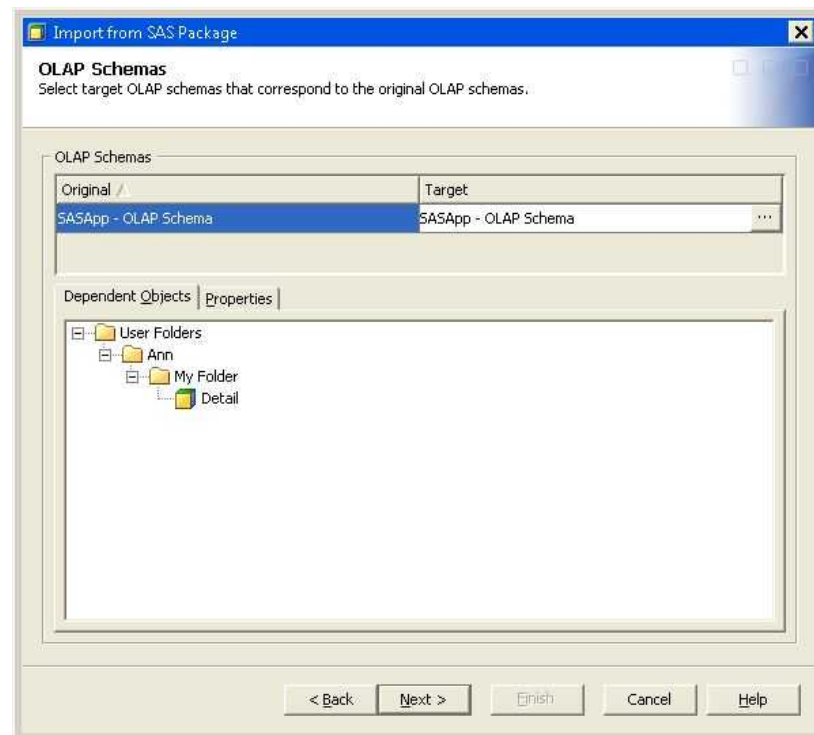 Import from SAS Package
OLAP Schemas
Select target OLAP schemas that correspond to the original OLAP schemas.
OLAP Schemas
Original Target
SASApp - OLAP Schema SASApp - OLAP Schema ...
Dependent Objects Properties
User Folders
Ann
My Folder
Detail
< Back Next > Finish Cancel Help